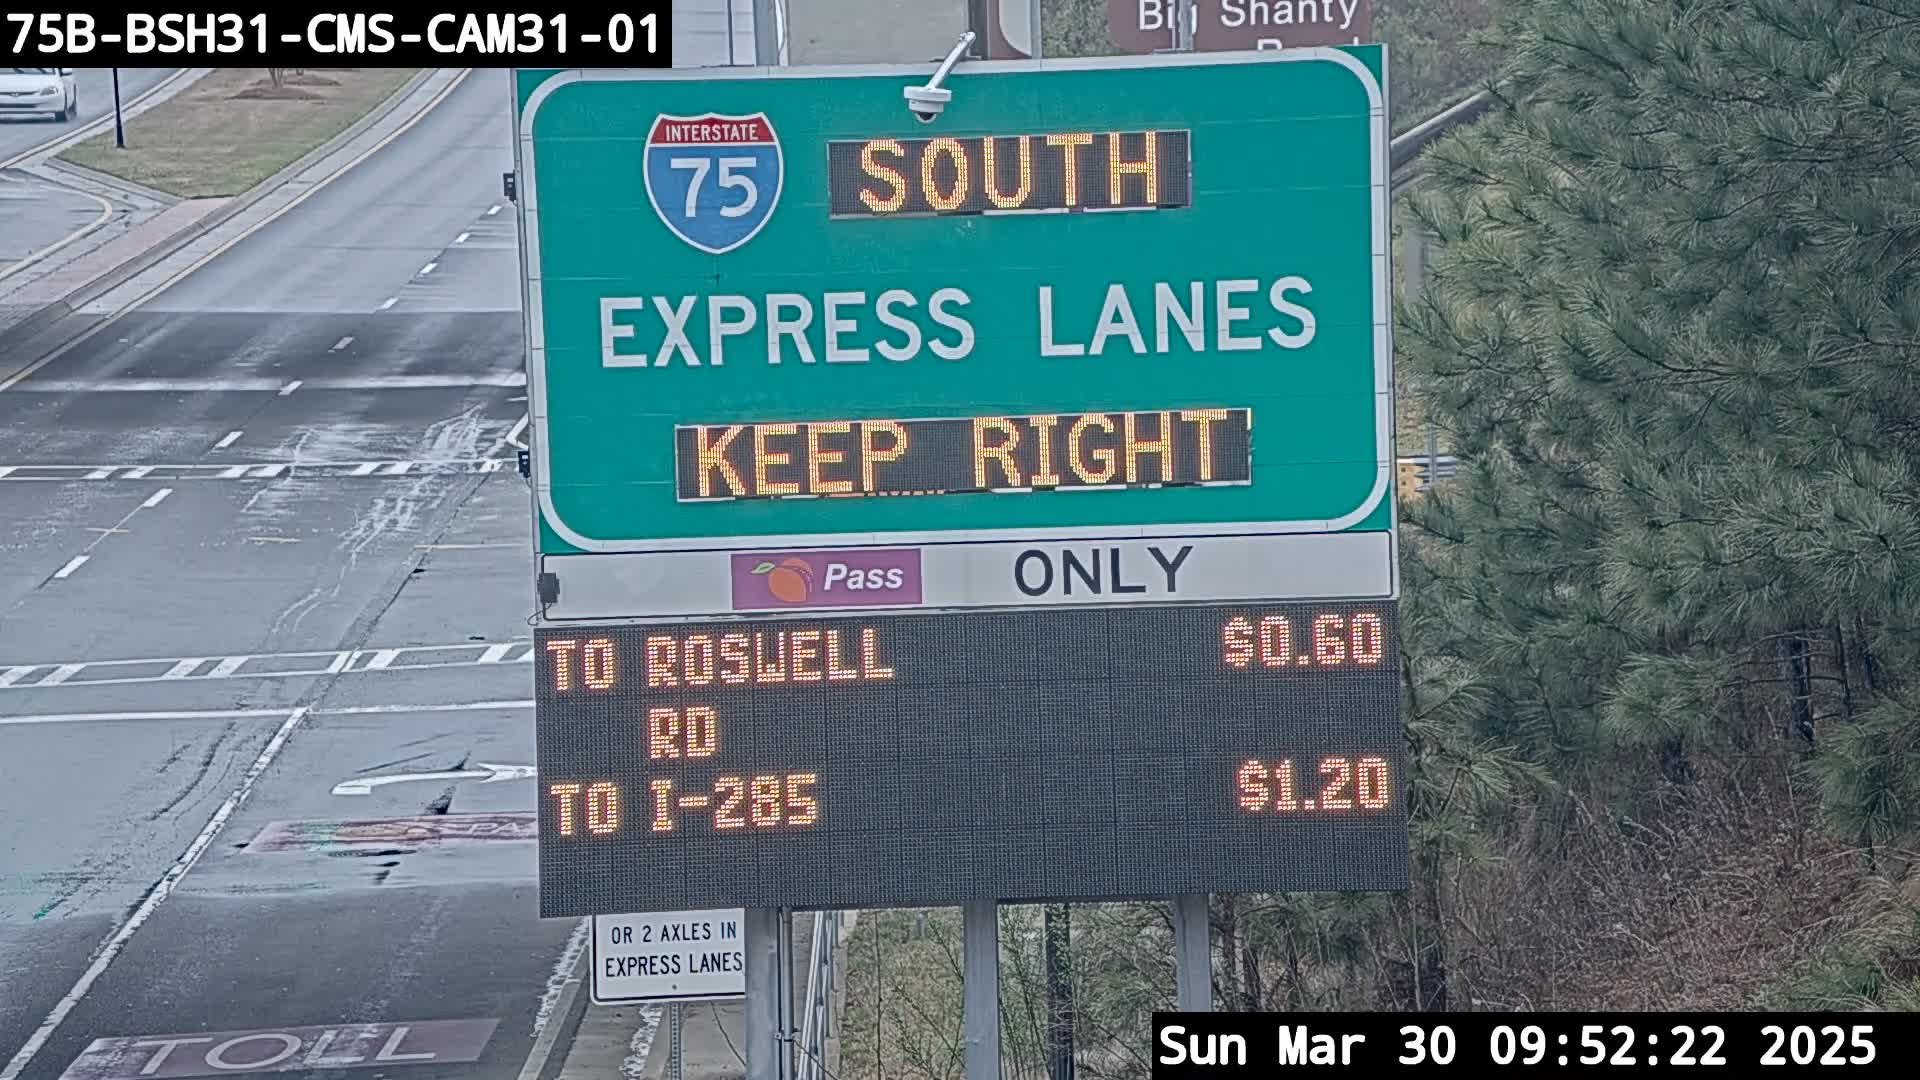 75B-BSH31-CMS-CAM31-01
Big Shanty
INTERSTATE
75
SOUTH
EXPRESS LANES
KEEP RIGHT
Pass
ONLY
TO ROSWELL $0.60
RD
TO I-285 $1.20
OR 2 AXLES IN
EXPRESS LANES
TOLL
Sun Mar 30 09:52:22 2025